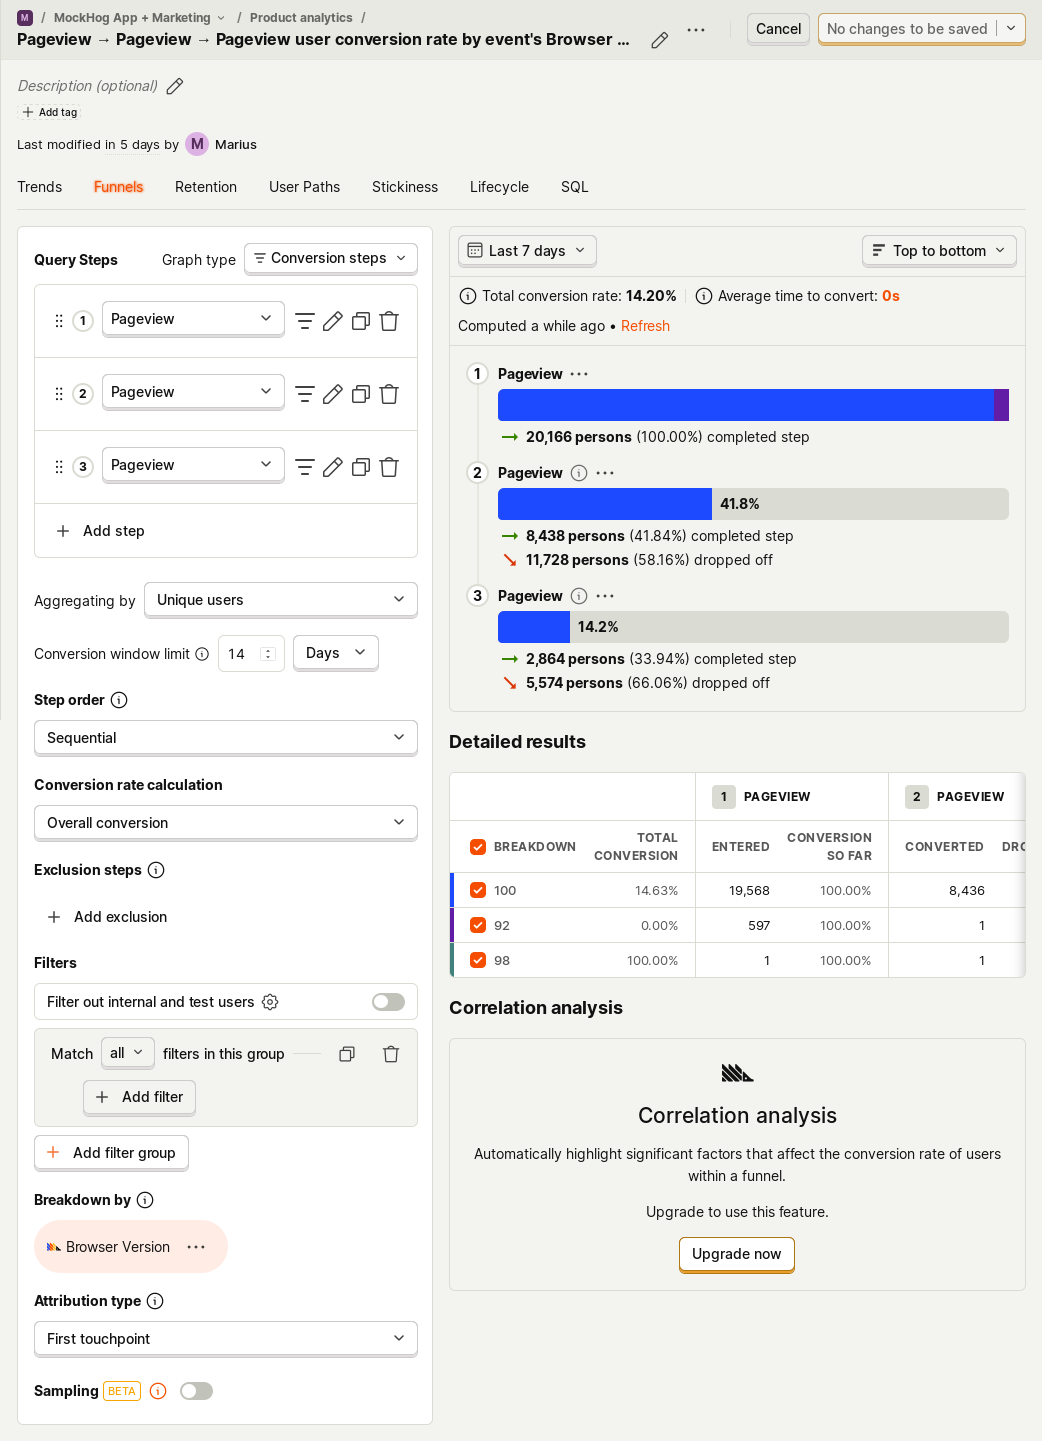 M / MockHog App + Marketing / Product analytics /
Pageview → Pageview → Pageview user conversion rate by event's Browser ...
Cancel
No changes to be saved
Description (optional)
Add tag
Last modified in 5 days by M Marius
Trends Funnels Retention User Paths Stickiness Lifecycle SQL
Query Steps Graph type Conversion steps
1 Pageview
2 Pageview
3 Pageview
Add step
Aggregating by Unique users
Conversion window limit 14 Days
Step order
Sequential
Conversion rate calculation
Overall conversion
Exclusion steps
Add exclusion
Filters
Filter out internal and test users
Match all filters in this group
Add filter
Add filter group
Breakdown by
Browser Version
Attribution type
First touchpoint
Sampling BETA
Last 7 days Top to bottom
Total conversion rate: 14.20% Average time to convert: 0s
Computed a while ago • Refresh
1 Pageview
20,166 persons (100.00%) completed step
2 Pageview
41.8%
8,438 persons (41.84%) completed step
11,728 persons (58.16%) dropped off
3 Pageview
14.2%
2,864 persons (33.94%) completed step
5,574 persons (66.06%) dropped off
Detailed results
1 PAGEVIEW 2 PAGEVIEW
BREAKDOWN TOTAL CONVERSION ENTERED CONVERSION SO FAR CONVERTED
100 14.63% 19,568 100.00% 8,436
92 0.00% 597 100.00% 1
98 100.00% 1 100.00% 1
Correlation analysis
Correlation analysis
Automatically highlight significant factors that affect the conversion rate of users
within a funnel.
Upgrade to use this feature.
Upgrade now